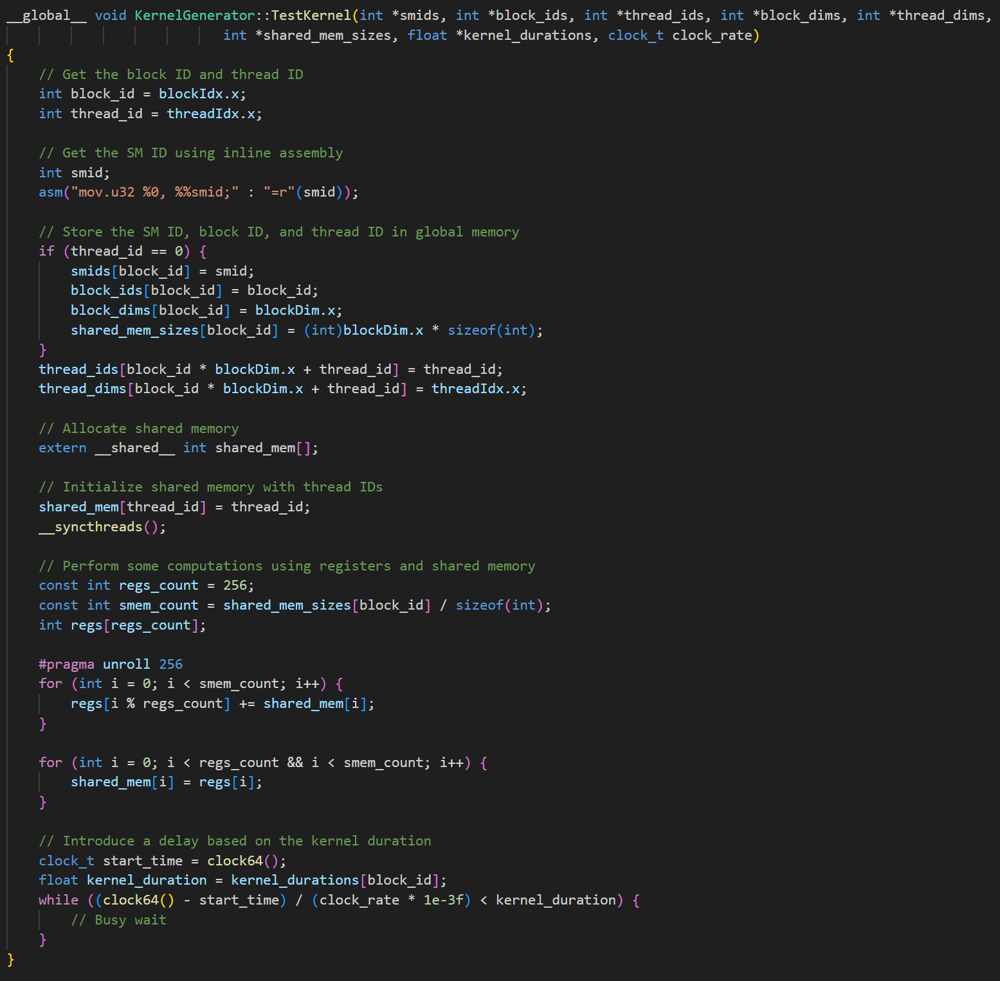 __global__ void KernelGenerator::TestKernel(int *smids, int *block_ids, int *thread_ids, int *block_dims, int *thread_dims,
                           int *shared_mem_sizes, float *kernel_durations, clock_t clock_rate)
{
    // Get the block ID and thread ID
    int block_id = blockIdx.x;
    int thread_id = threadIdx.x;

    // Get the SM ID using inline assembly
    int smid;
    asm("mov.u32 %0, %%smid;" : "=r"(smid));

    // Store the SM ID, block ID, and thread ID in global memory
    if (thread_id == 0) {
        smids[block_id] = smid;
        block_ids[block_id] = block_id;
        block_dims[block_id] = blockDim.x;
        shared_mem_sizes[block_id] = (int)blockDim.x * sizeof(int);
    }
    thread_ids[block_id * blockDim.x + thread_id] = thread_id;
    thread_dims[block_id * blockDim.x + thread_id] = threadIdx.x;

    // Allocate shared memory
    extern __shared__ int shared_mem[];

    // Initialize shared memory with thread IDs
    shared_mem[thread_id] = thread_id;
    __syncthreads();

    // Perform some computations using registers and shared memory
    const int regs_count = 256;
    const int smem_count = shared_mem_sizes[block_id] / sizeof(int);
    int regs[regs_count];

    #pragma unroll 256
    for (int i = 0; i < smem_count; i++) {
        regs[i % regs_count] += shared_mem[i];
    }

    for (int i = 0; i < regs_count && i < smem_count; i++) {
        shared_mem[i] = regs[i];
    }

    // Introduce a delay based on the kernel duration
    clock_t start_time = clock64();
    float kernel_duration = kernel_durations[block_id];
    while ((clock64() - start_time) / (clock_rate * 1e-3f) < kernel_duration) {
        // Busy wait
    }
}